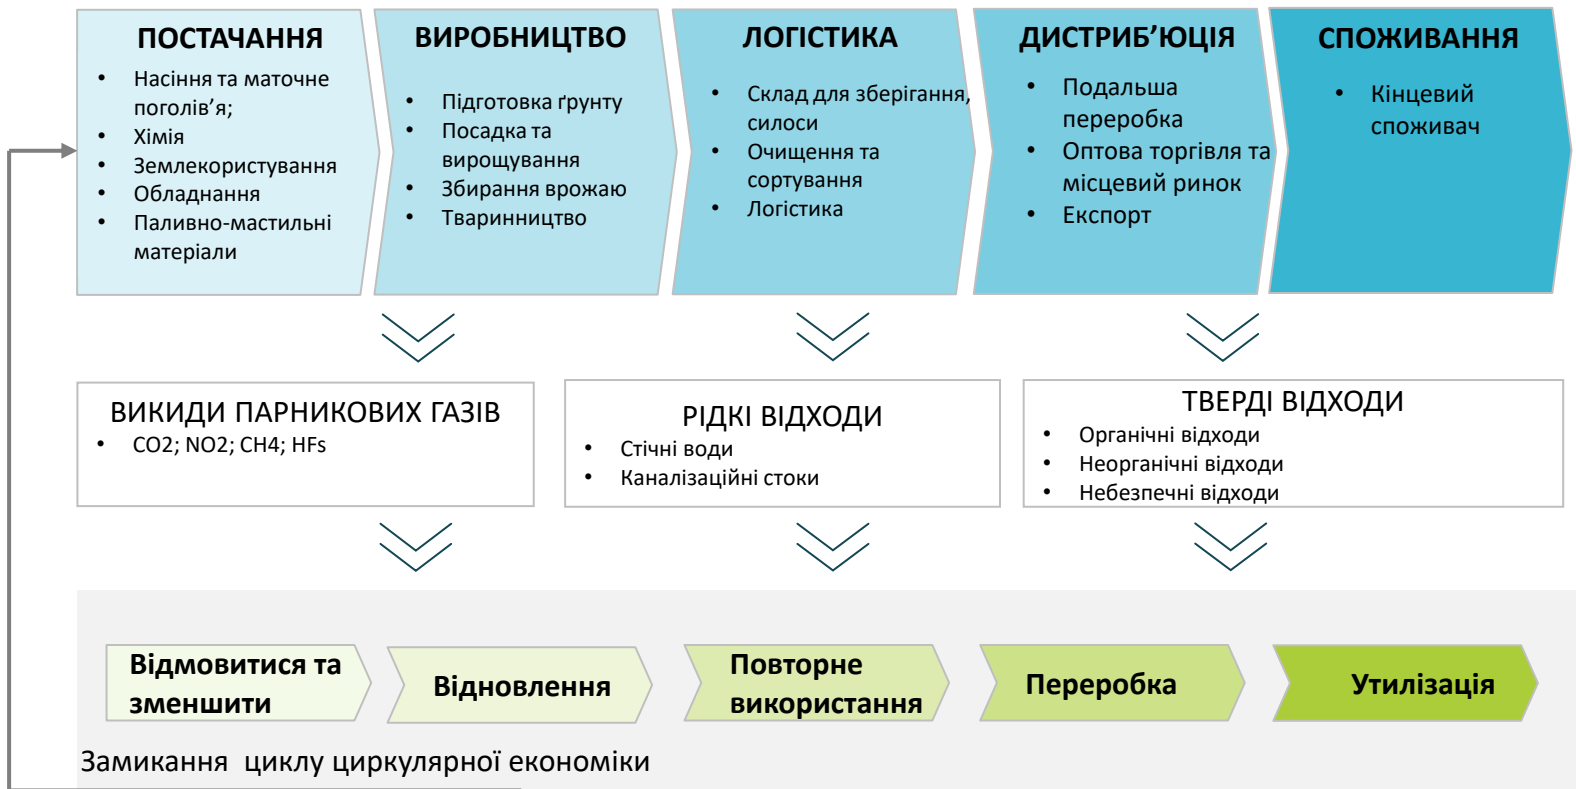 ПОСТАЧАННЯ
• Насіння та маточне
поголів’я;
• Хімія
• Землекористування
• Обладнання
• Паливно-мастильні
матеріали
ВИРОБНИЦТВО
• Підготовка ґрунту
• Посадка та
вирощування
• Збирання врожаю
• Тваринництво
ЛОГІСТИКА
• Склад для зберігання,
силоси
• Очищення та
сортування
• Логістика
ДИСТРИБ’ЮЦІЯ
• Подальша
переробка
• Оптова торгівля та
місцевий ринок
• Експорт
СПОЖИВАННЯ
• Кінцевий
споживач
ВИКИДИ ПАРНИКОВИХ ГАЗІВ
• CO2; NO2; CH4; HFs
РІДКІ ВІДХОДИ
• Стічні води
• Каналізаційні стоки
ТВЕРДІ ВІДХОДИ
• Органічні відходи
• Неорганічні відходи
• Небезпечні відходи
Відмовитися та
зменшити
Відновлення
Повторне
використання
Переробка
Утилізація
Замикання  циклу циркулярної економіки